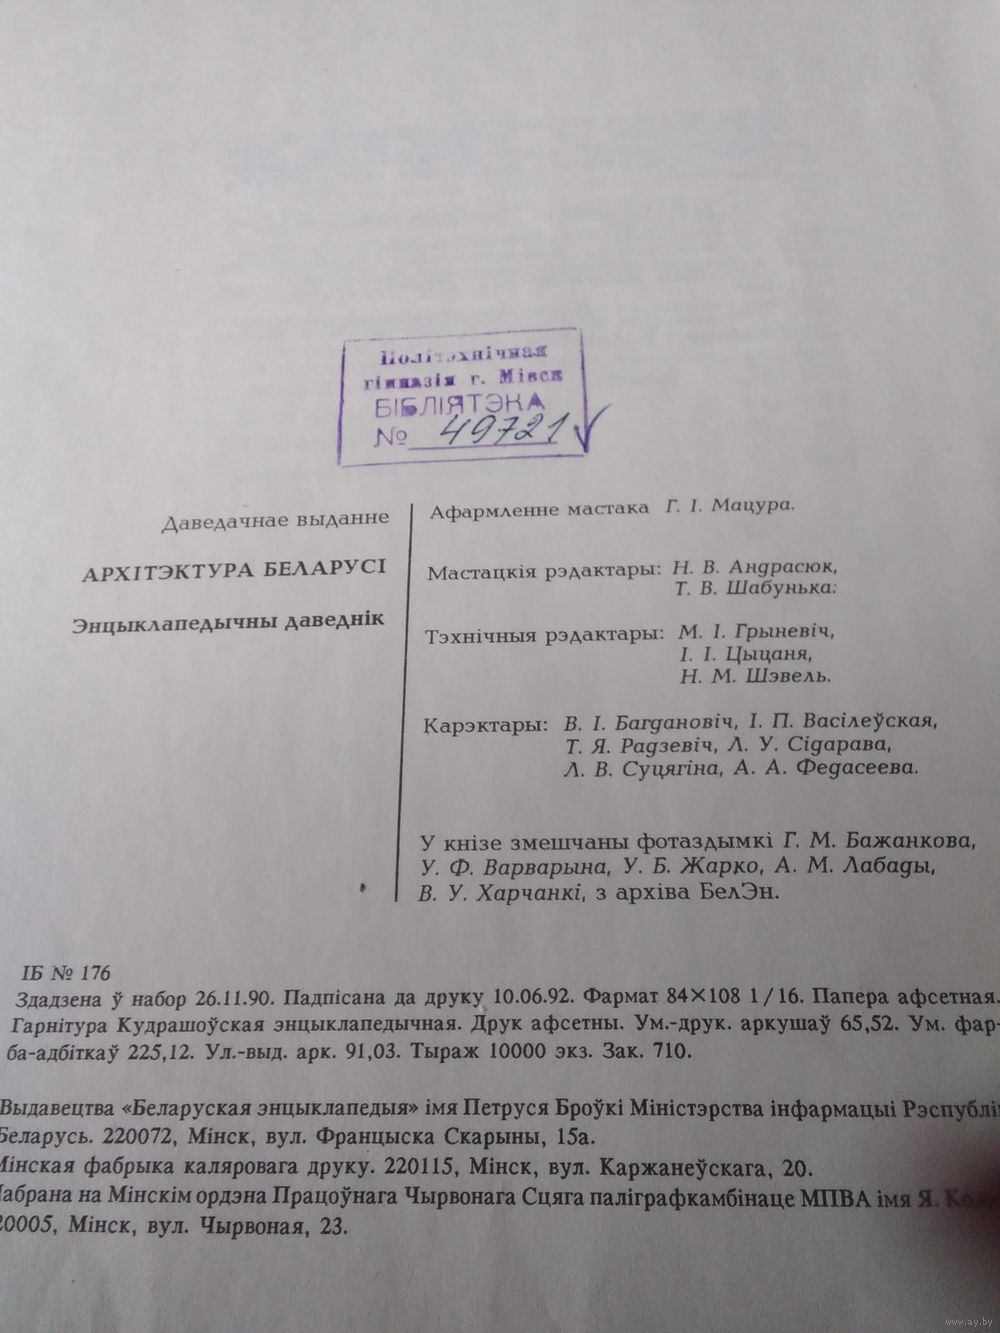 Політэхнічная
гімназія г. Мінск
БІБЛІЯТЭКА
№ 49721
Даведачнае выданне
АРХІТЭКТУРА БЕЛАРУСІ
Энцыклапедычны даведнік
Афармленне мастака Г. І. Мацура.
Мастацкія рэдактары: Н. В. Андрасюк,
Т. В. Шабунька.
Тэхнічныя рэдактары: М. І. Грыневіч,
І. І. Цыцаня,
Н. М. Шэвель.
Карэктары: В. І. Багдановіч, І. П. Васілеўская,
Т. Я. Радзевіч, Л. У. Сідарава,
Л. В. Суцягіна, А. А. Федасеева.
У кнізе змешчаны фотаздымкі Г. М. Бажанкова,
У. Ф. Варварына, У. Б. Жарко, А. М. Лабады,
В. У. Харчанкі, з архіва БелЭн.
ІБ № 176
Здадзена ў набор 26.11.90. Падпісана да друку 10.06.92. Фармат 84×108 1/16. Папера афсетная.
Гарнітура Кудрашоўская энцыклапедычная. Друк афсетны. Ум.-друк. аркушаў 65,52. Ум. фар-
ба-адбіткаў 225,12. Ул.-выд. арк. 91,03. Тыраж 10000 экз. Зак. 710.
Выдавецтва «Беларуская энцыклапедыя» імя Петруся Броўкі Міністэрства інфармацыі Рэспублі
Беларусь. 220072, Мінск, вул. Францыска Скарыны, 15а.
Мінская фабрыка каляровага друку. 220115, Мінск, вул. Каржанеўскага, 20.
абрана на Мінскім ордэна Працоўнага Чырвонага Сцяга паліграфкамбінаце МПВА імя Я.
20005, Мінск, вул. Чырвоная, 23.
www.ay.by